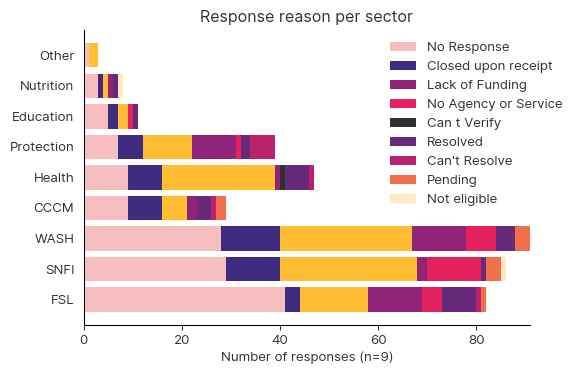 Response reason per sector
Other
Nutrition
Education
Protection
Health
CCCM
WASH
SNFI
FSL
No Response
Closed upon receipt
Lack of Funding
No Agency or Service
Can t Verify
Resolved
Can't Resolve
Pending
Not eligible
0 20 40 60 80
Number of responses (n=9)